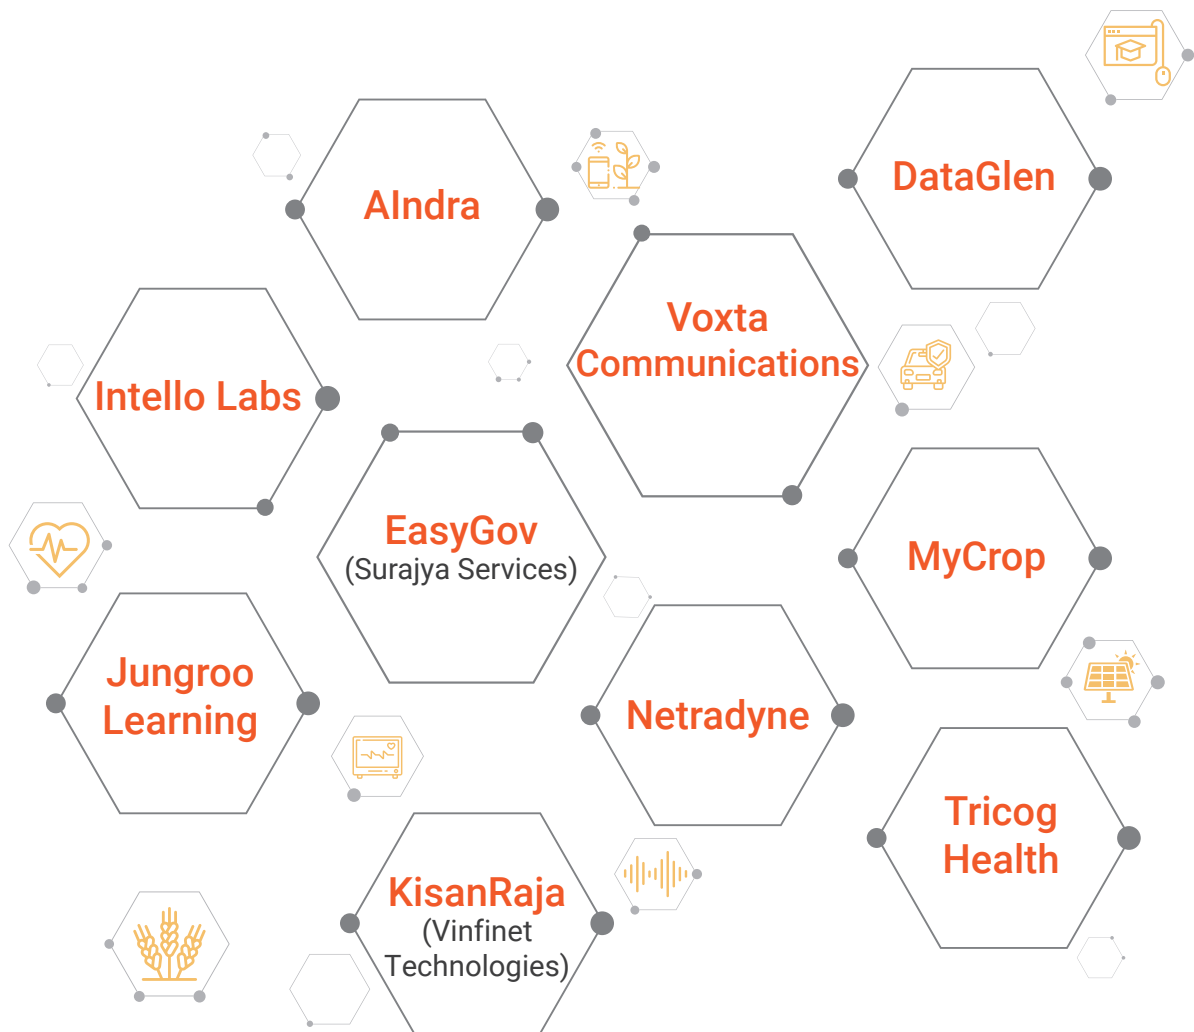 AIndra
DataGlen
Voxta
Communications
Intello Labs
EasyGov
(Surajya Services)
MyCrop
Jungroo
Learning
Netradyne
Tricog
Health
KisanRaja
(Vinfinet
Technologies)